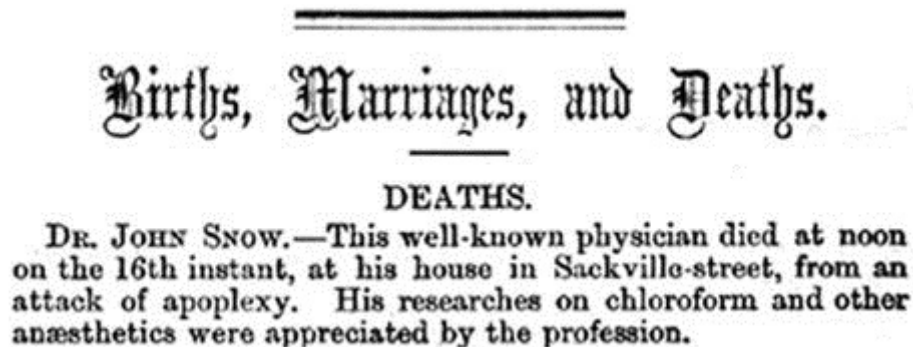 Births, Marriages, and Deaths.
DEATHS.
DR. JOHN SNOW.—This well-known physician died at noon
on the 16th instant, at his house in Sackville-street, from an
attack of apoplexy. His researches on chloroform and other
anæsthetics were appreciated by the profession.